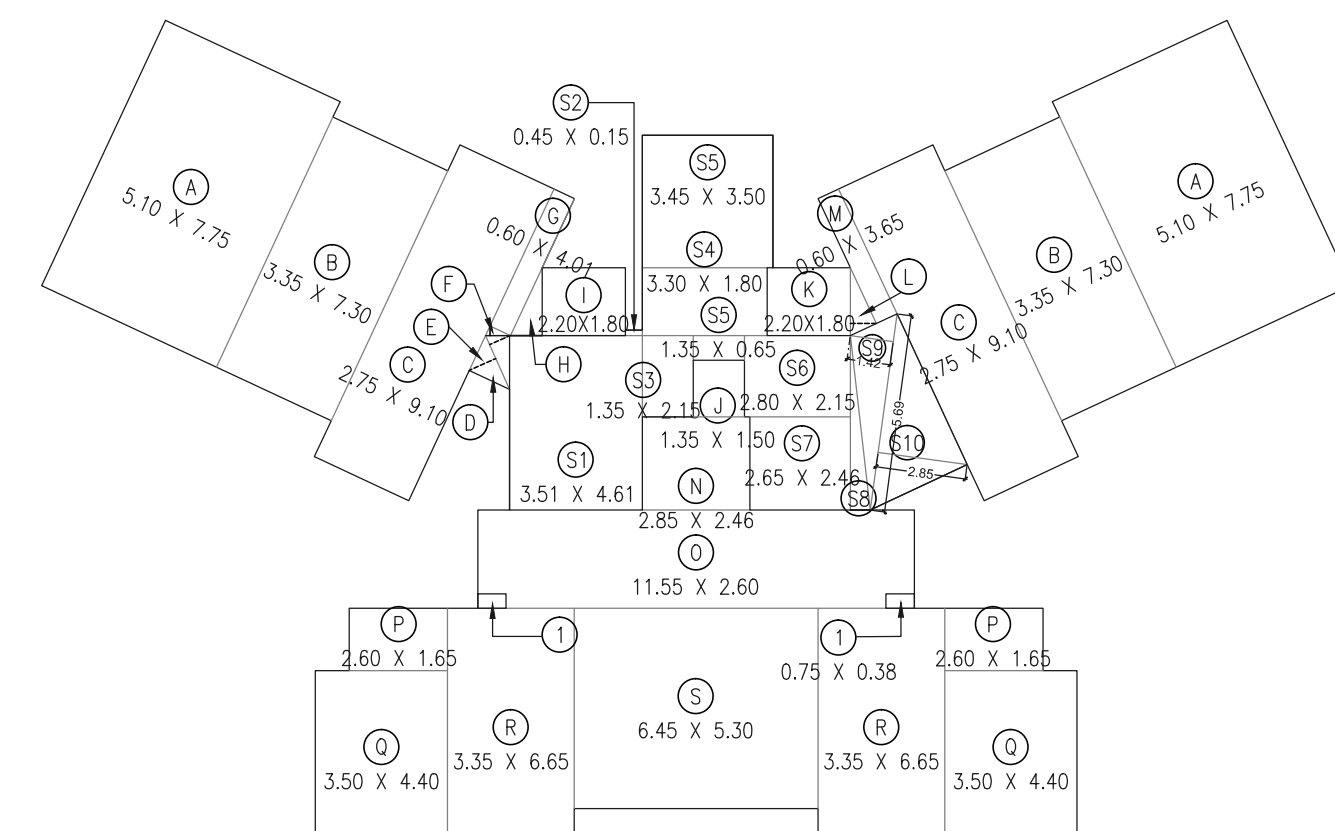 S2
0.45 X 0.15
S5
3.45 X 3.50
A
5.10 X 7.75
B
3.35 X 7.30
C
2.75 X 9.10
G
0.60 X 4.01
F
E
D
H
I
2.20X1.80
S4
3.30 X 1.80
S5
1.35 X 0.65
K
2.20X1.80
M
0.60 X 3.65
L
A
5.10 X 7.75
B
3.35 X 7.30
C
2.75 X 9.10
S9
1.42
S3
1.35 X 2.15
S6
2.80 X 2.15
J
1.35 X 1.50
S1
3.51 X 4.61
S7
2.65 X 2.46
5.69
S10
2.85
S8
N
2.85 X 2.46
O
11.55 X 2.60
1
1
0.75 X 0.38
P
2.60 X 1.65
P
2.60 X 1.65
S
6.45 X 5.30
R
3.35 X 6.65
R
3.35 X 6.65
Q
3.50 X 4.40
Q
3.50 X 4.40